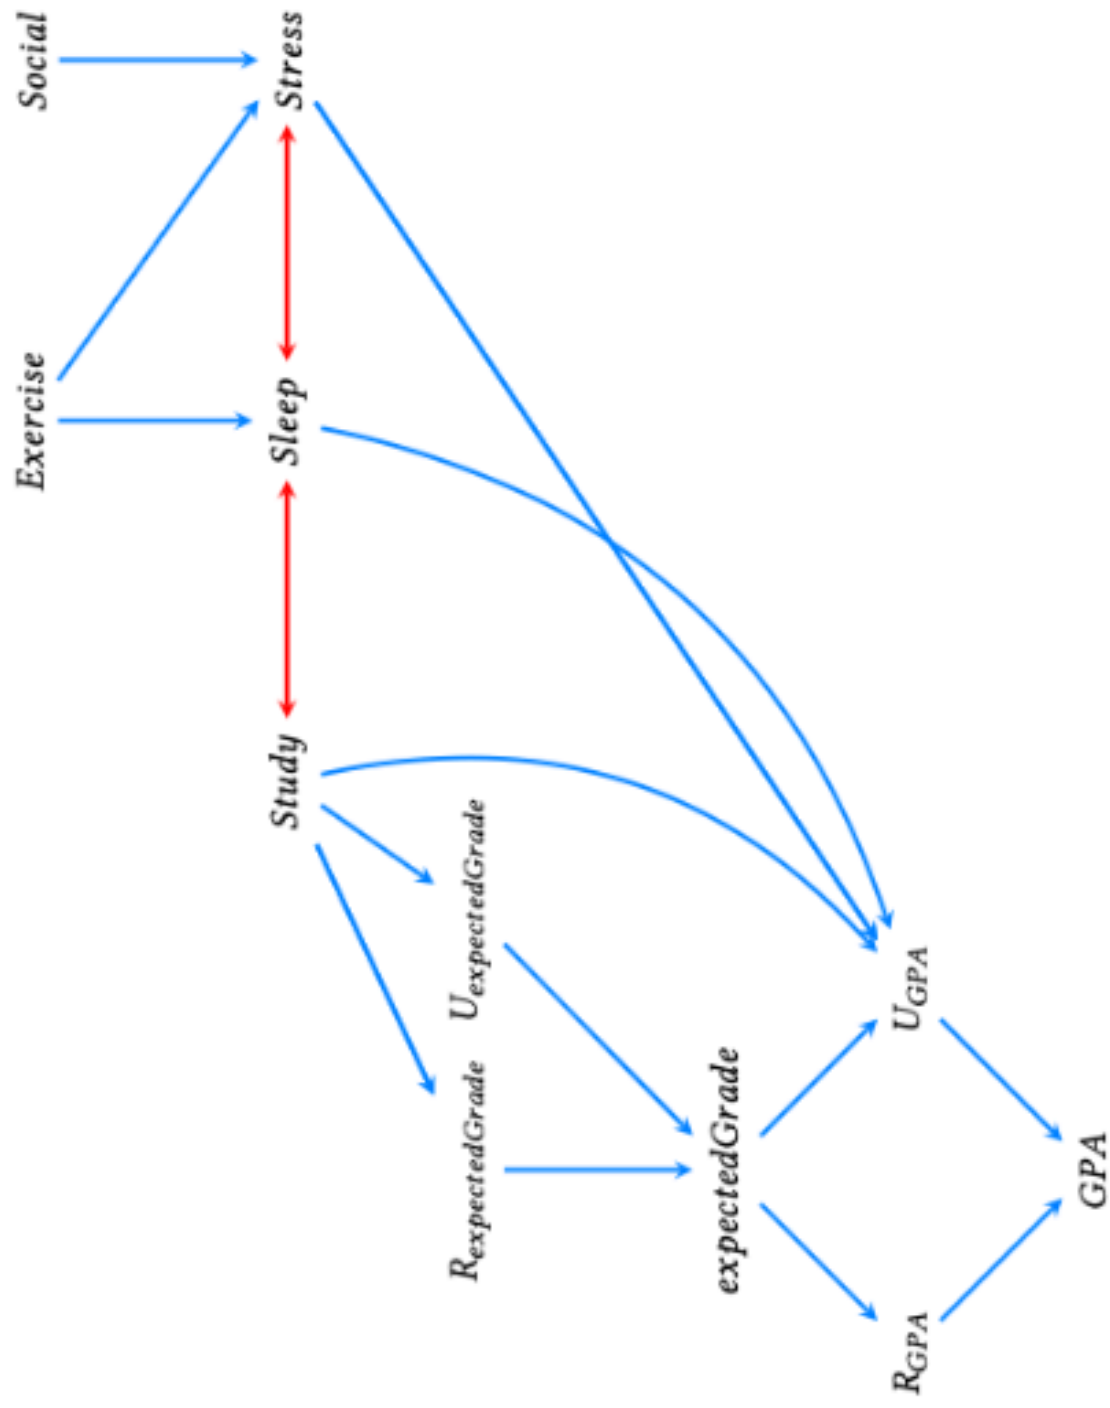 Social
Exercise
Stress
Sleep
Study
U_expectedGrade
R_expectedGrade
expectedGrade
U_GPA
R_GPA
GPA